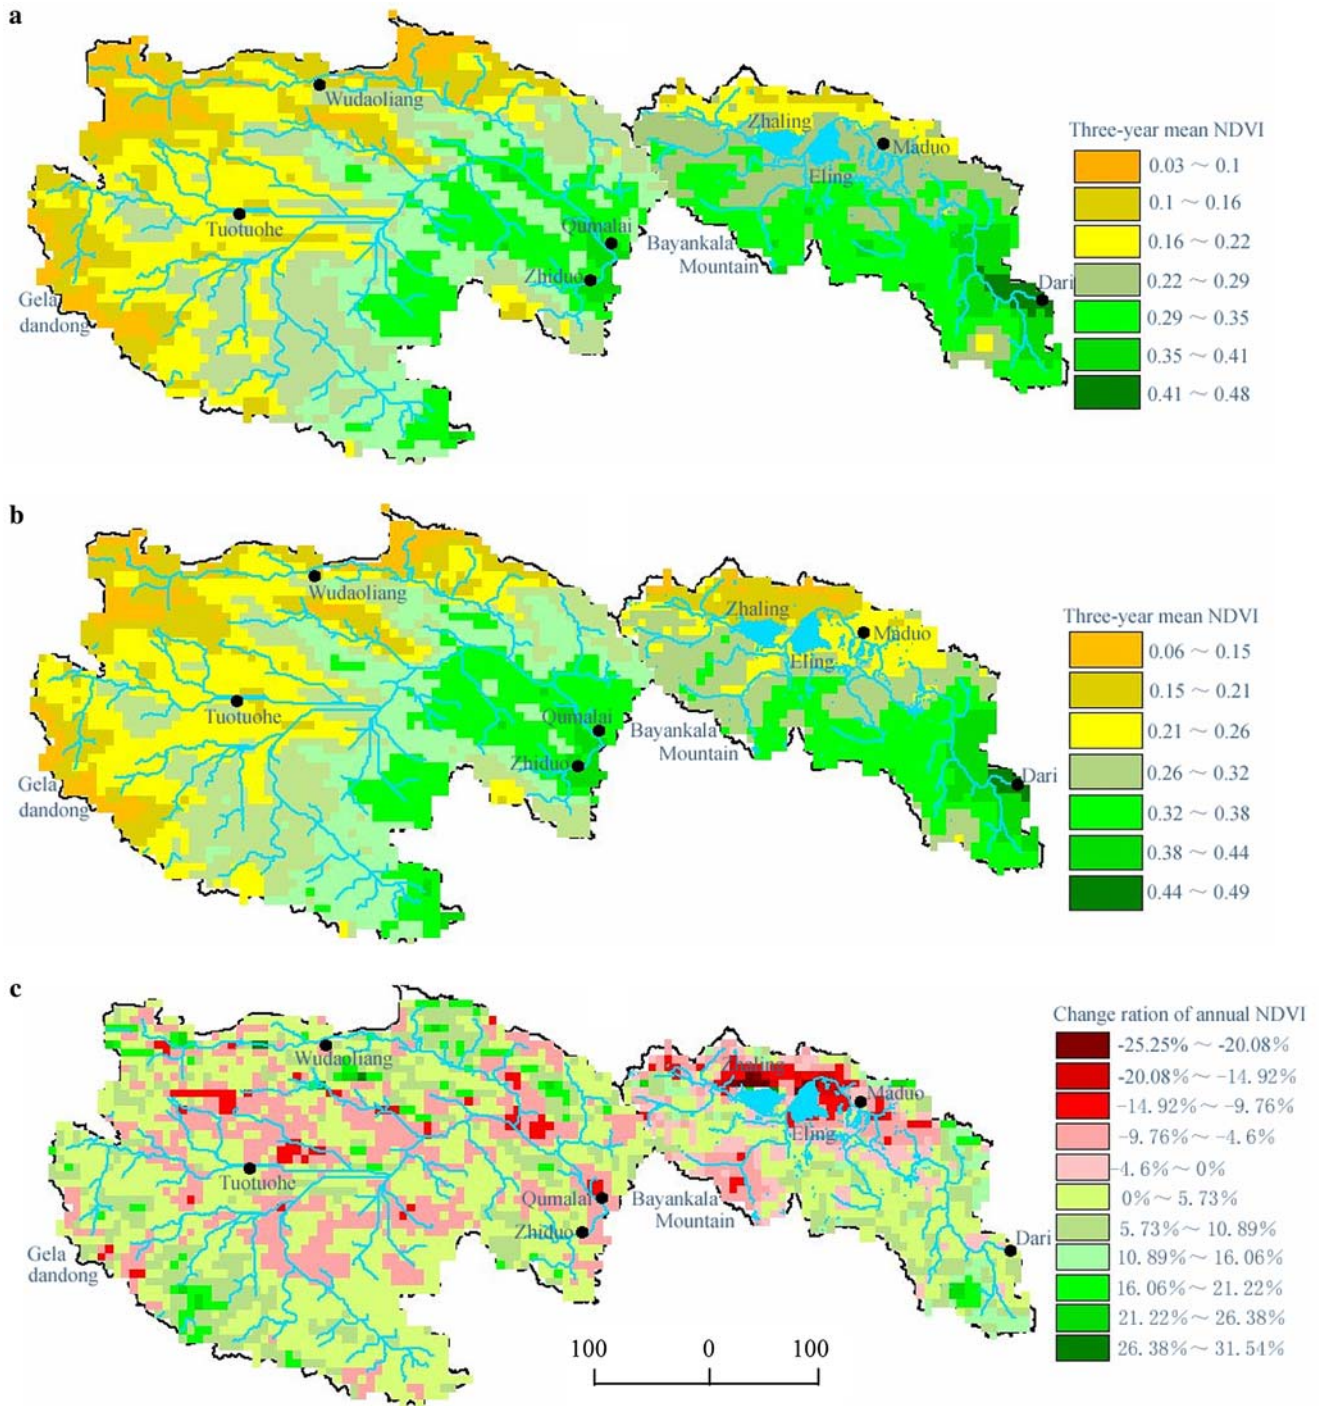 a
Wudaoliang
Zhaling
Maduo
Eling
Tuotuohe
Qumalai
Bayankala
Mountain
Zhiduo
Dari
Gela
dandong
Three-year mean NDVI
0.03 ~ 0.1
0.1 ~ 0.16
0.16 ~ 0.22
0.22 ~ 0.29
0.29 ~ 0.35
0.35 ~ 0.41
0.41 ~ 0.48
b
Wudaoliang
Zhaling
Maduo
Eling
Tuotuohe
Qumalai
Bayankala
Mountain
Zhiduo
Dari
Gela
dandong
Three-year mean NDVI
0.06 ~ 0.15
0.15 ~ 0.21
0.21 ~ 0.26
0.26 ~ 0.32
0.32 ~ 0.38
0.38 ~ 0.44
0.44 ~ 0.49
c
Wudaoliang
Zhaling
Maduo
Eling
Tuotuohe
Qumalai
Bayankala
Mountain
Zhiduo
Dari
Gela
dandong
Change ration of annual NDVI
-25.25% ~ -20.08%
-20.08% ~ -14.92%
-14.92% ~ -9.76%
-9.76% ~ -4.6%
-4.6% ~ 0%
0% ~ 5.73%
5.73% ~ 10.89%
10.89% ~ 16.06%
16.06% ~ 21.22%
21.22% ~ 26.38%
26.38% ~ 31.54%
100 0 100